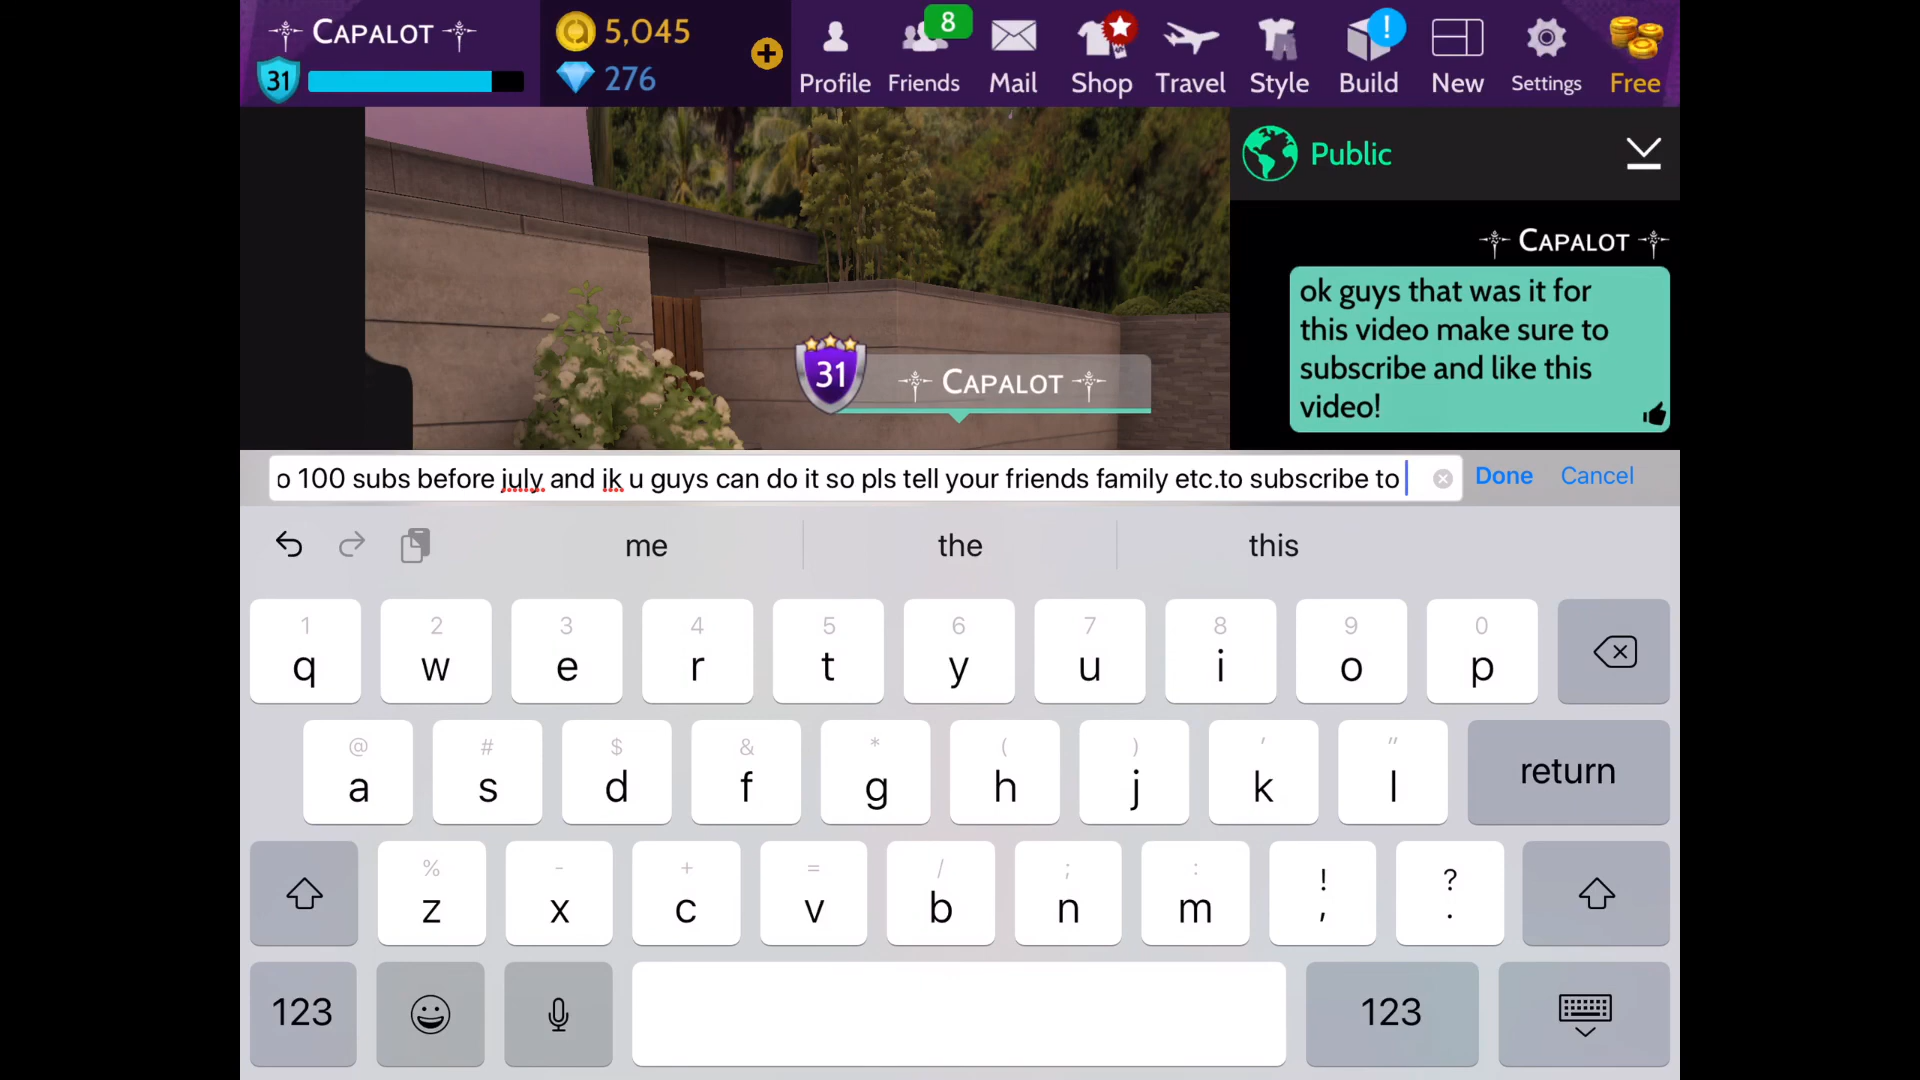 CAPALOT
31
5,045
276
8
!
Profile
Friends
Mail
Shop
Travel
Style
Build
New
Settings
Free
Public
CAPALOT
ok guys that was it for
this video make sure to
subscribe and like this
video!
31
CAPALOT
o 100 subs before july and ik u guys can do it so pls tell your friends family etc.to subscribe to
Done
Cancel
me
the
this
1 2 3 4 5 6 7 8 9 0
q w e r t y u i o p
@ # $ & * ( ) ' "
a s d f g h j k l return
% - + = / ; : ! ?
z x c v b n m , .
123
123